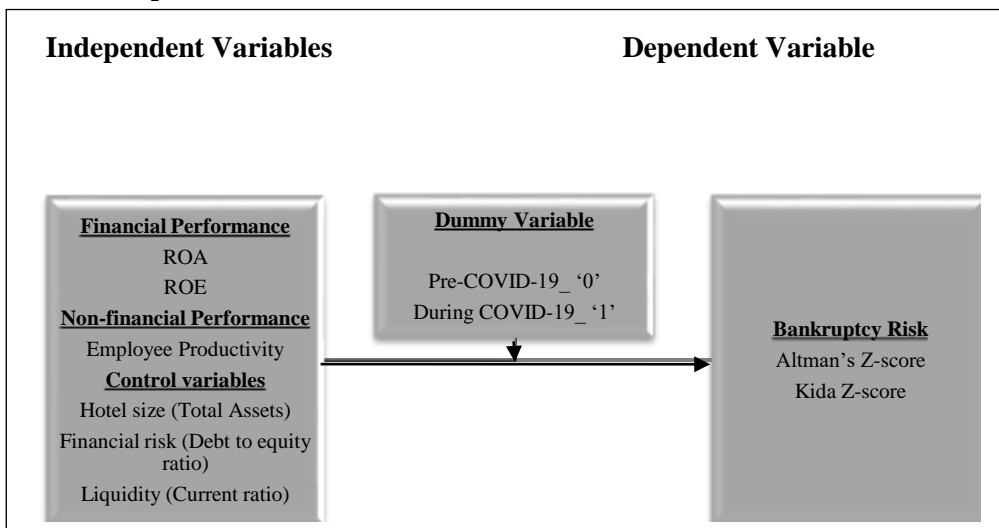 Independent Variables
Dependent Variable
Financial Performance
ROA
ROE
Non-financial Performance
Employee Productivity
Control variables
Hotel size (Total Assets)
Financial risk (Debt to equity
ratio)
Liquidity (Current ratio)
Dummy Variable
Pre-COVID-19_ ‘0’
During COVID-19_ ‘1’
Bankruptcy Risk
Altman’s Z-score
Kida Z-score